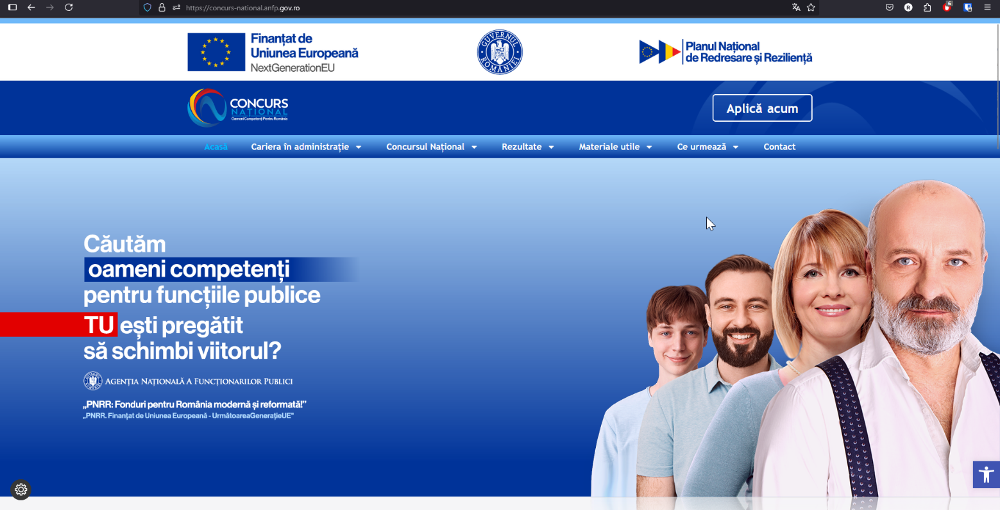 https://concurs-national.anfp.gov.ro
6
Finanțat de
Uniunea Europeană
NextGenerationEU
GUVERNUL ROMÂNIEI
Planul Național
de Redresare și Reziliență
CONCURS
NAȚIONAL
Oameni Competenți Pentru România
Aplică acum
Acasă
Cariera în administrație
Concursul Național
Rezultate
Materiale utile
Ce urmează
Contact
Căutăm
oameni competenți
pentru funcțiile publice
TU ești pregătit
să schimbi viitorul?
AGENȚIA NAȚIONALĂ A FUNCȚIONARILOR PUBLICI
„PNRR: Fonduri pentru România modernă și reformată!”
„PNRR. Finanțat de Uniunea Europeană - UrmătoareaGenerațieUE"